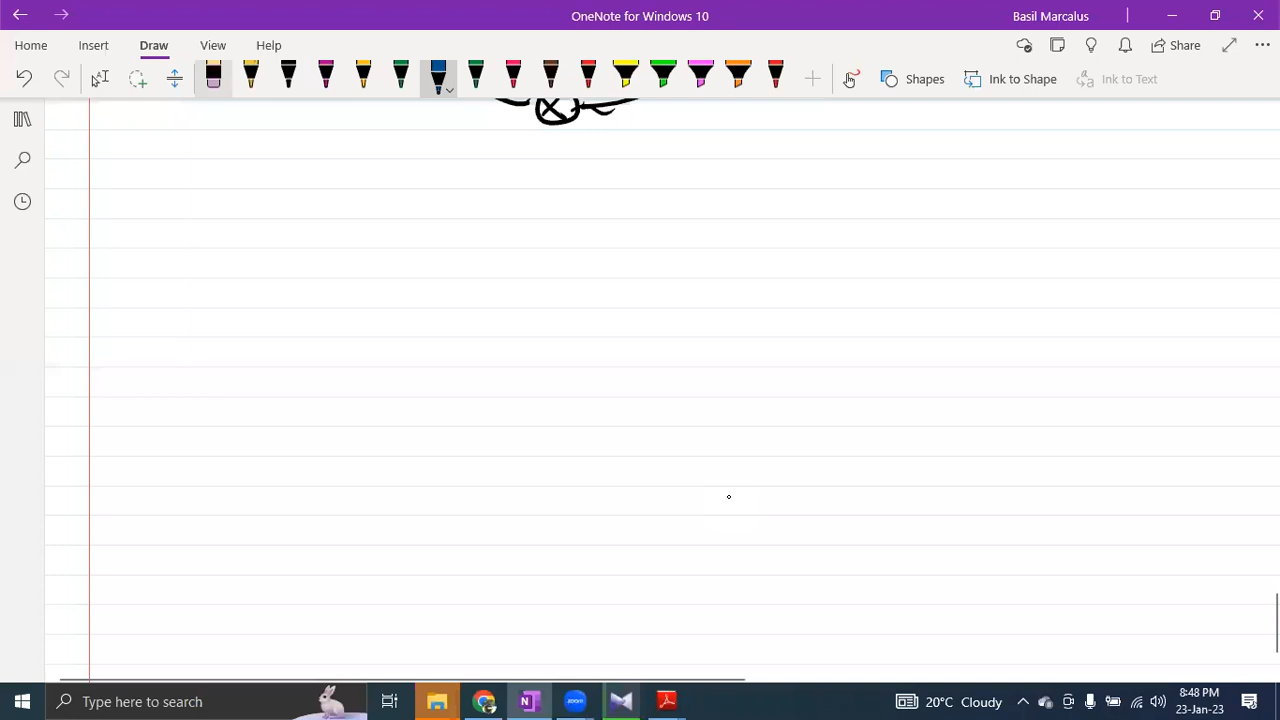 OneNote for Windows 10
Basil Marcalus
Home Insert Draw View Help
Share
Shapes Ink to Shape Ink to Text
Type here to search
zoom
20°C Cloudy
8:48 PM
23-Jan-23